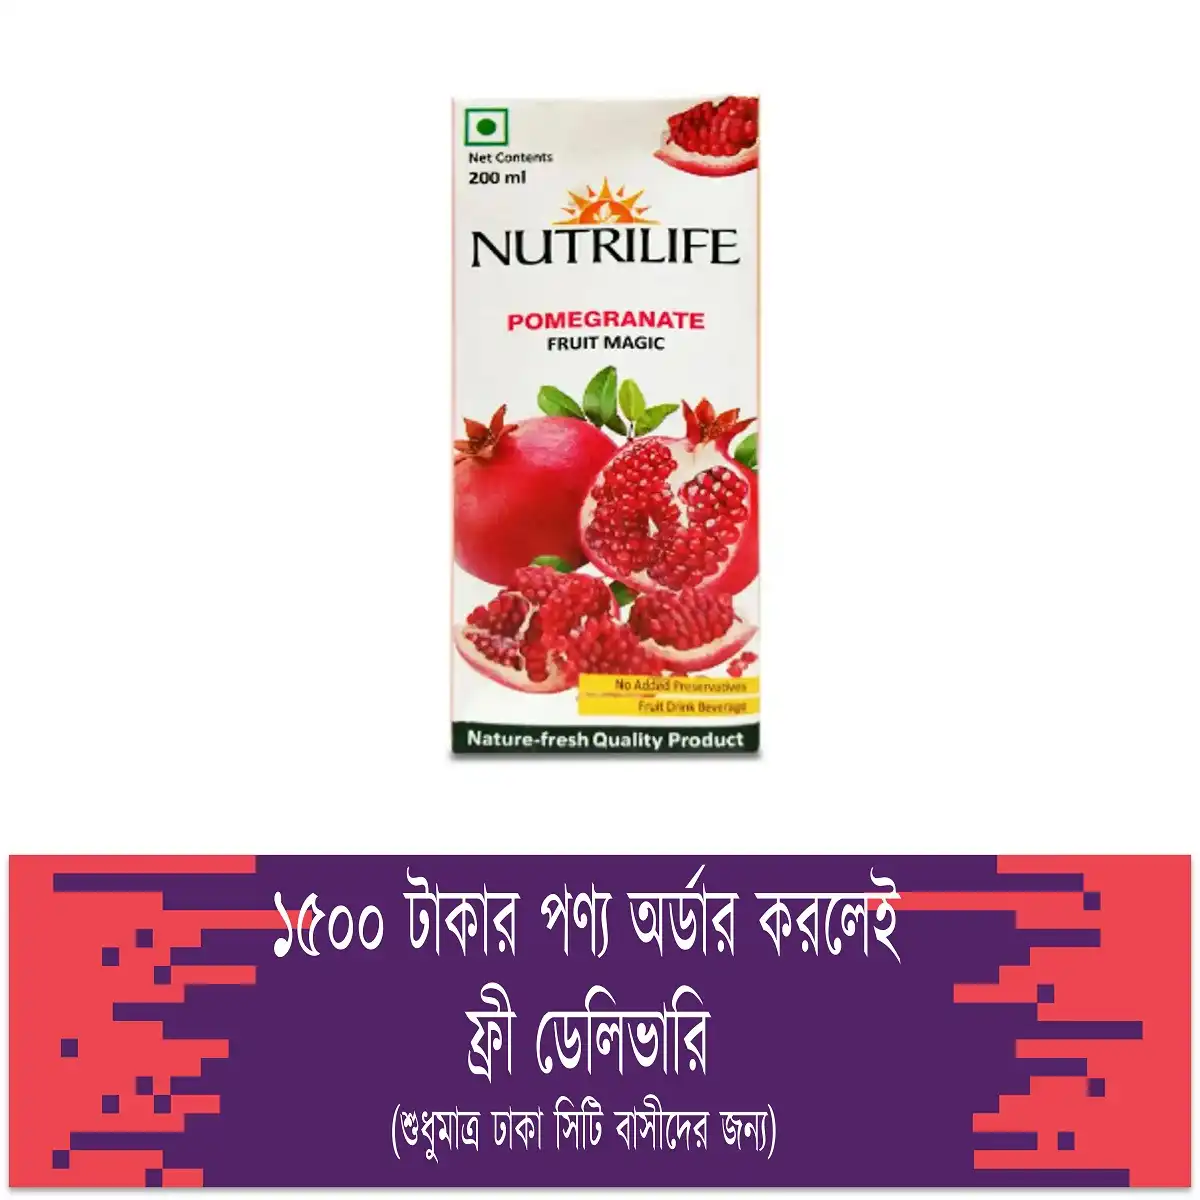 Net Contents
200 ml
NUTRILIFE
POMEGRANATE
FRUIT MAGIC
No Added Preservatives
Fruit Drink Beverage
Nature-fresh Quality Product
১৫০০ টাকার পণ্য অর্ডার করলেই
ফ্রী ডেলিভারি
(শুধুমাত্র ঢাকা সিটি বাসীদের জন্য)